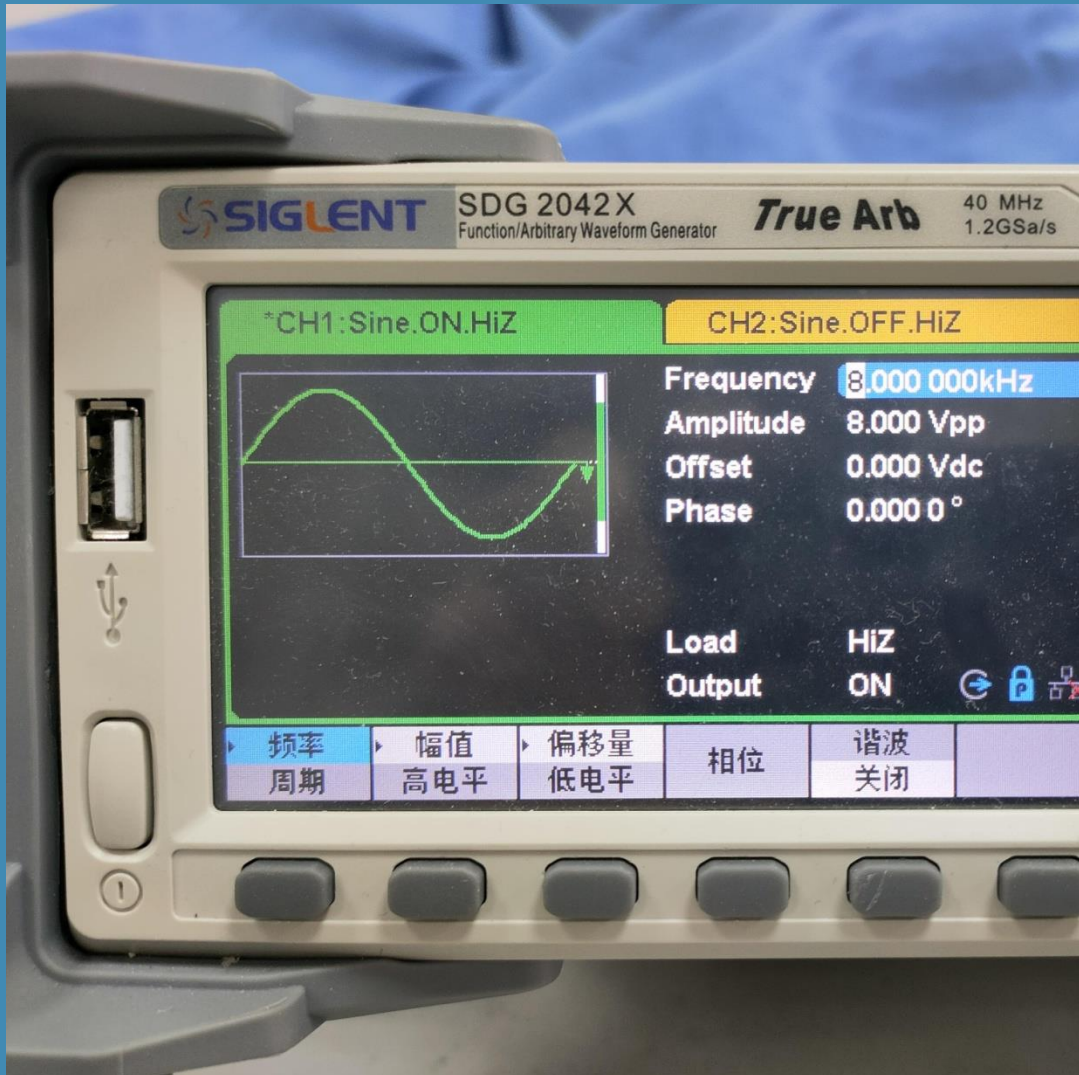 SIGLENT
SDG 2042X
Function/Arbitrary Waveform Generator
True Arb
40 MHz
1.2GSa/s
*CH1:Sine.ON.HiZ
CH2:Sine.OFF.HiZ
Frequency 8.000 000kHz
Amplitude 8.000 Vpp
Offset 0.000 Vdc
Phase 0.000 0 °
Load HiZ
Output ON
频率
周期
幅值
高电平
偏移量
低电平
相位
谐波
关闭